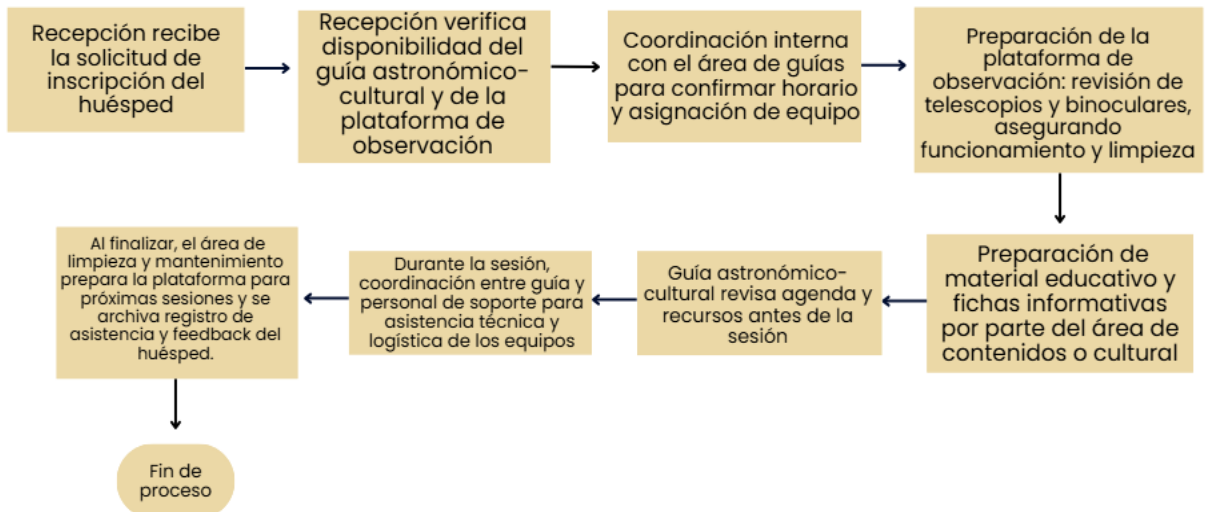 Recepción recibe
la solicitud de
inscripción del
huésped
Recepción verifica
disponibilidad del
guía astronómico-
cultural y de la
plataforma de
observación
Coordinación interna
con el área de guías
para confirmar horario
y asignación de equipo
Preparación de la
plataforma de
observación: revisión de
telescopios y binoculares,
asegurando
funcionamiento y limpieza
Preparación de
material educativo y
fichas informativas
por parte del área de
contenidos o cultural
Guía astronómico-
cultural revisa agenda y
recursos antes de la
sesión
Durante la sesión,
coordinación entre guía y
personal de soporte para
asistencia técnica y
logística de los equipos
Al finalizar, el área de
limpieza y mantenimiento
prepara la plataforma para
próximas sesiones y se
archiva registro de
asistencia y feedback del
huésped.
Fin de
proceso